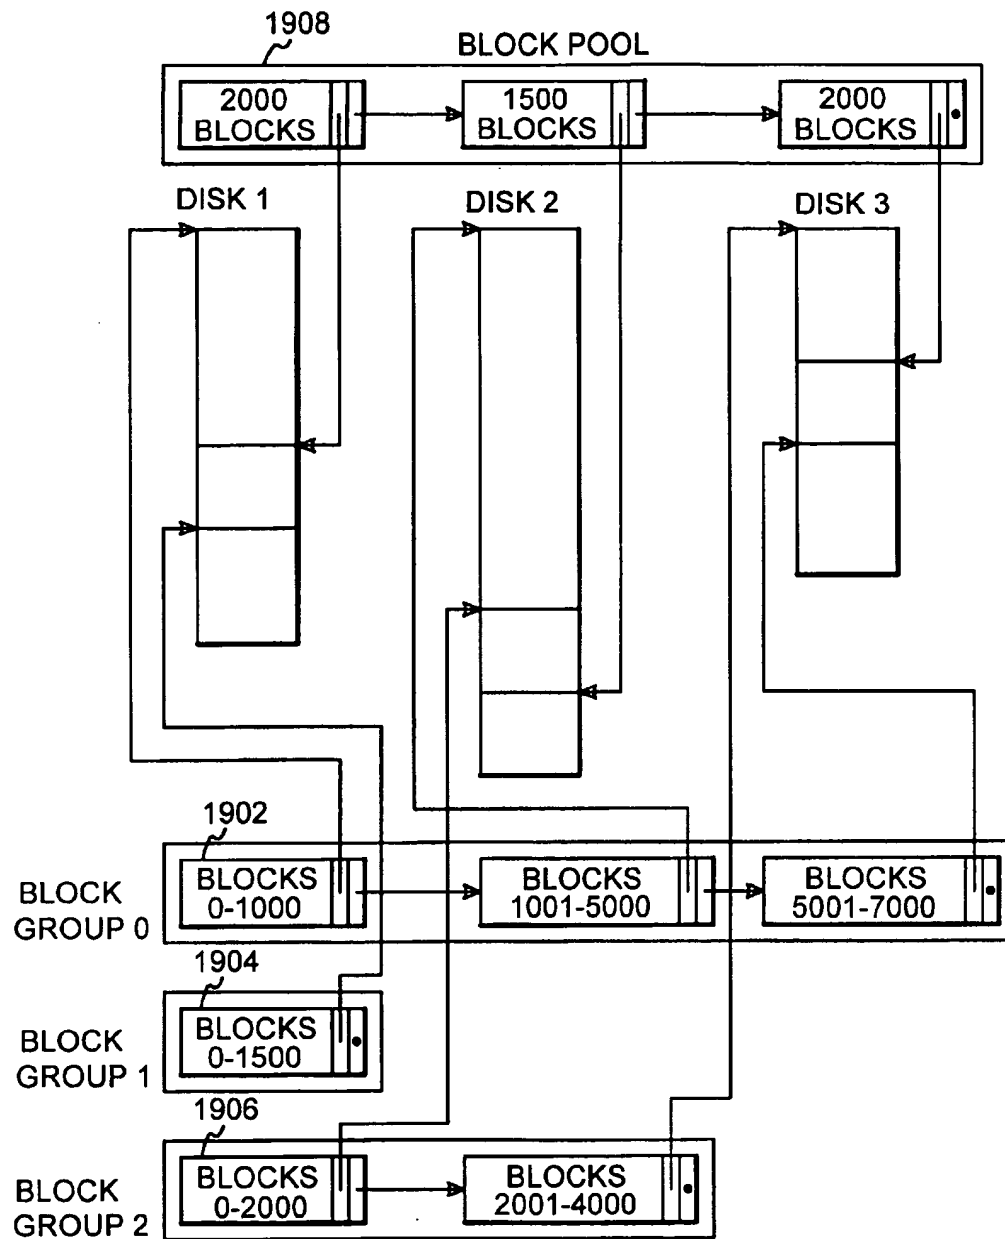 1908
BLOCK POOL
2000
BLOCKS
1500
BLOCKS
2000
BLOCKS
DISK 1
DISK 2
DISK 3
1902
BLOCK
GROUP 0
BLOCKS
0-1000
BLOCKS
1001-5000
BLOCKS
5001-7000
1904
BLOCK
GROUP 1
BLOCKS
0-1500
1906
BLOCK
GROUP 2
BLOCKS
0-2000
BLOCKS
2001-4000